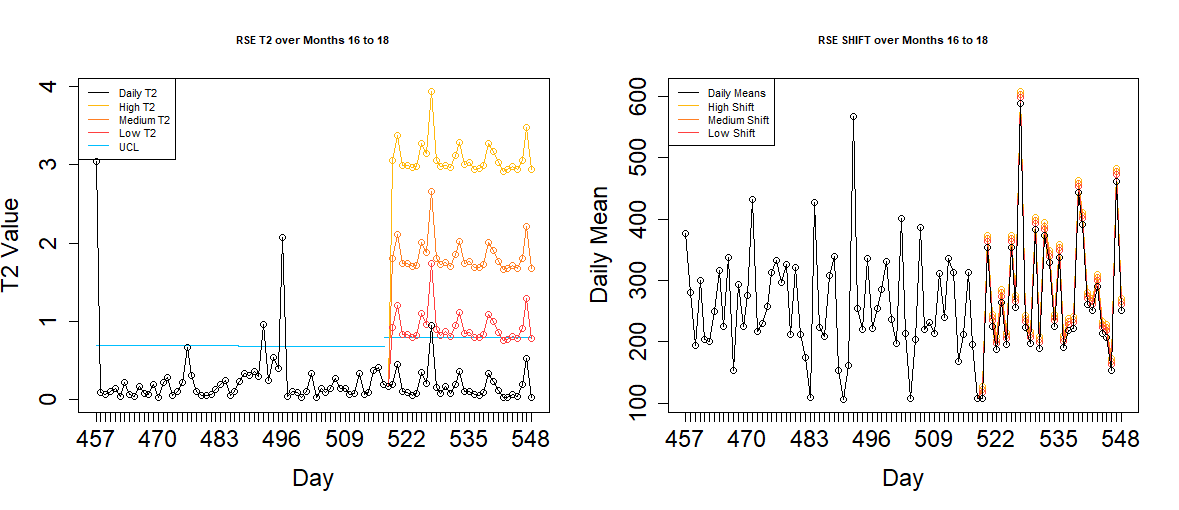 RSE T2 over Months 16 to 18
Daily T2
High T2
Medium T2
Low T2
UCL
4
3
2
1
0
T2 Value
457 470 483 496 509 522 535 548
Day
RSE SHIFT over Months 16 to 18
Daily Means
High Shift
Medium Shift
Low Shift
600
500
400
300
200
100
Daily Mean
457 470 483 496 509 522 535 548
Day